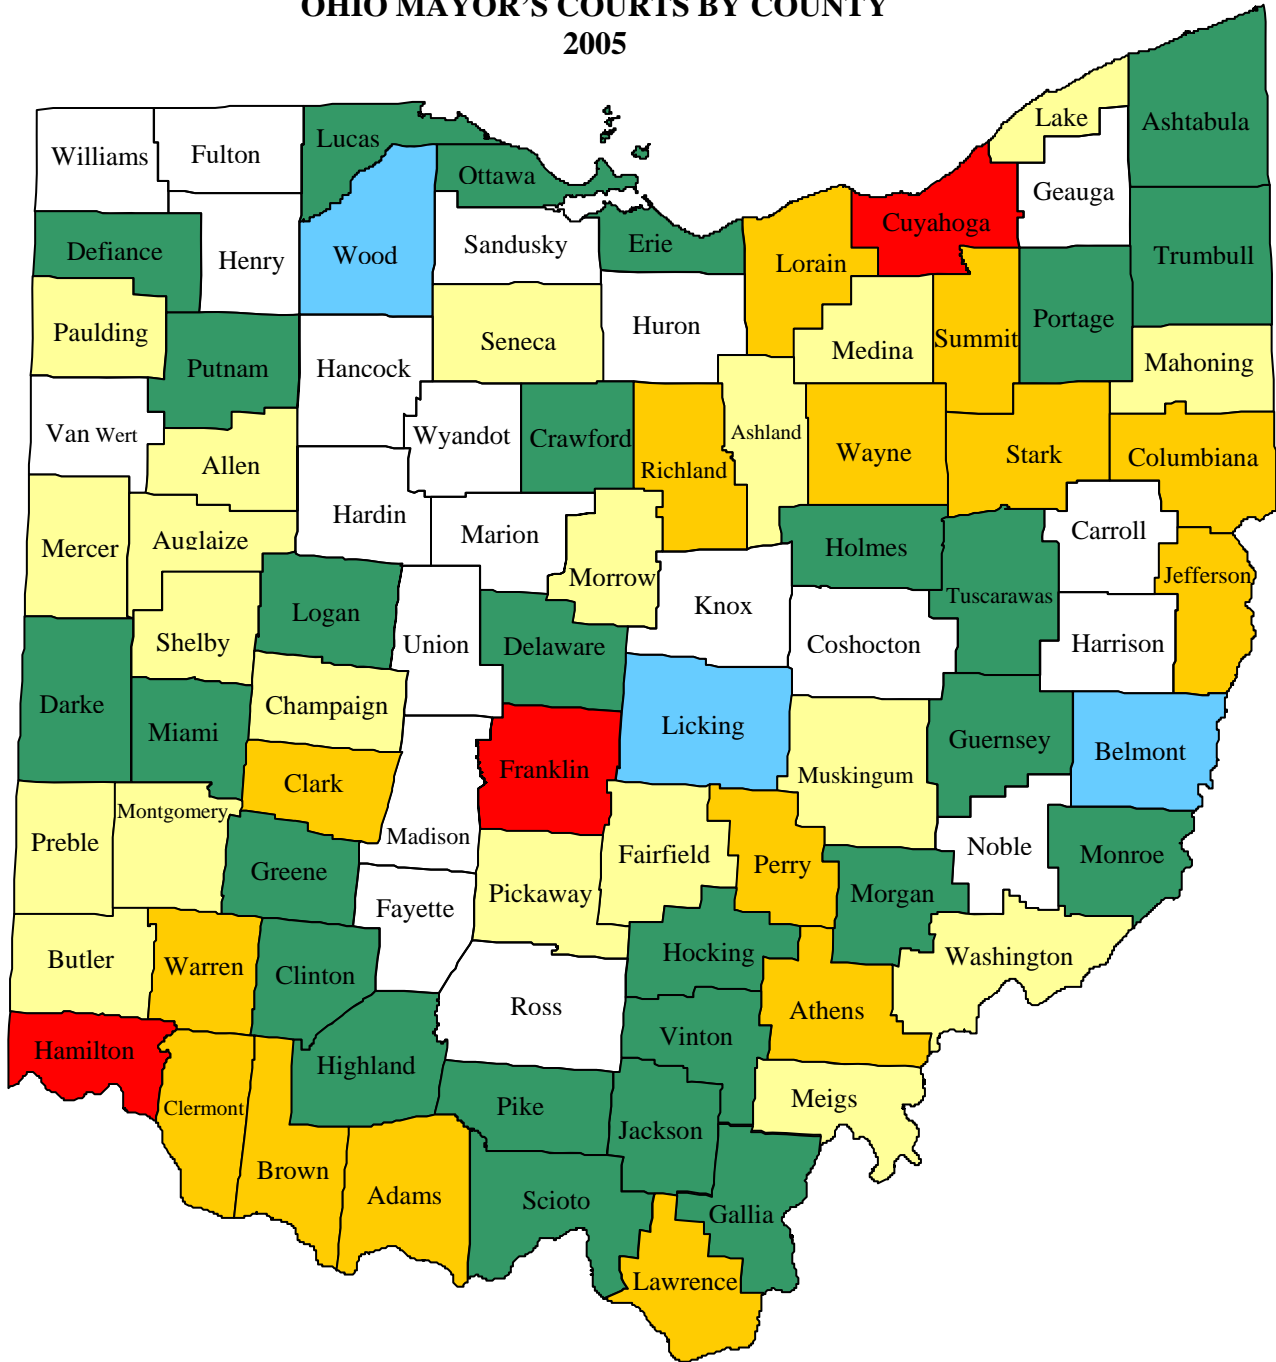 OHIO MAYOR'S COURTS BY COUNTY
2005
Lake
Ashtabula
Lucas
Williams
Fulton
Ottawa
Geauga
Cuyahoga
Sandusky
Erie
Defiance
Henry
Wood
Lorain
Trumbull
Portage
Huron
Paulding
Seneca
Summit
Medina
Mahoning
Putnam
Hancock
Van Wert
Wyandot
Crawford
Ashland
Wayne
Stark
Columbiana
Allen
Richland
Hardin
Marion
Carroll
Mercer
Auglaize
Holmes
Morrow
Jefferson
Tuscarawas
Knox
Logan
Shelby
Union
Delaware
Coshocton
Harrison
Darke
Champaign
Miami
Licking
Guernsey
Belmont
Franklin
Muskingum
Clark
Montgomery
Madison
Preble
Noble
Fairfield
Monroe
Perry
Greene
Pickaway
Morgan
Fayette
Butler
Warren
Clinton
Hocking
Washington
Ross
Athens
Hamilton
Vinton
Highland
Clermont
Pike
Meigs
Jackson
Brown
Adams
Scioto
Gallia
Lawrence